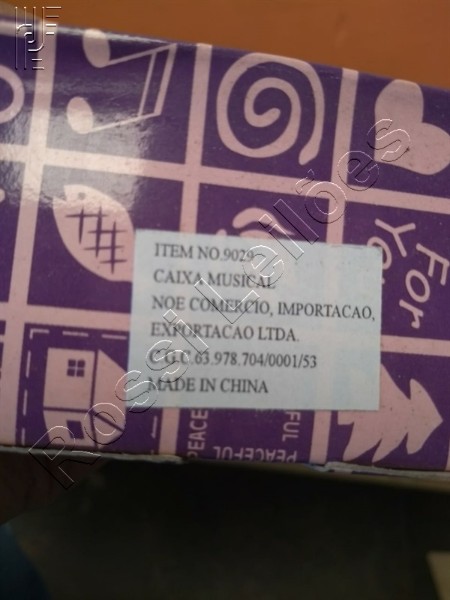 For
ITEM NO.9029
CAIXA MUSICAL
NOE COMERCIO, IMPORTACAO,
EXPORTACAO LTDA.
C.G.C.63.978.704/0001/53
MADE IN CHINA
PEACEFUL
PEACE
Rossi Leilões